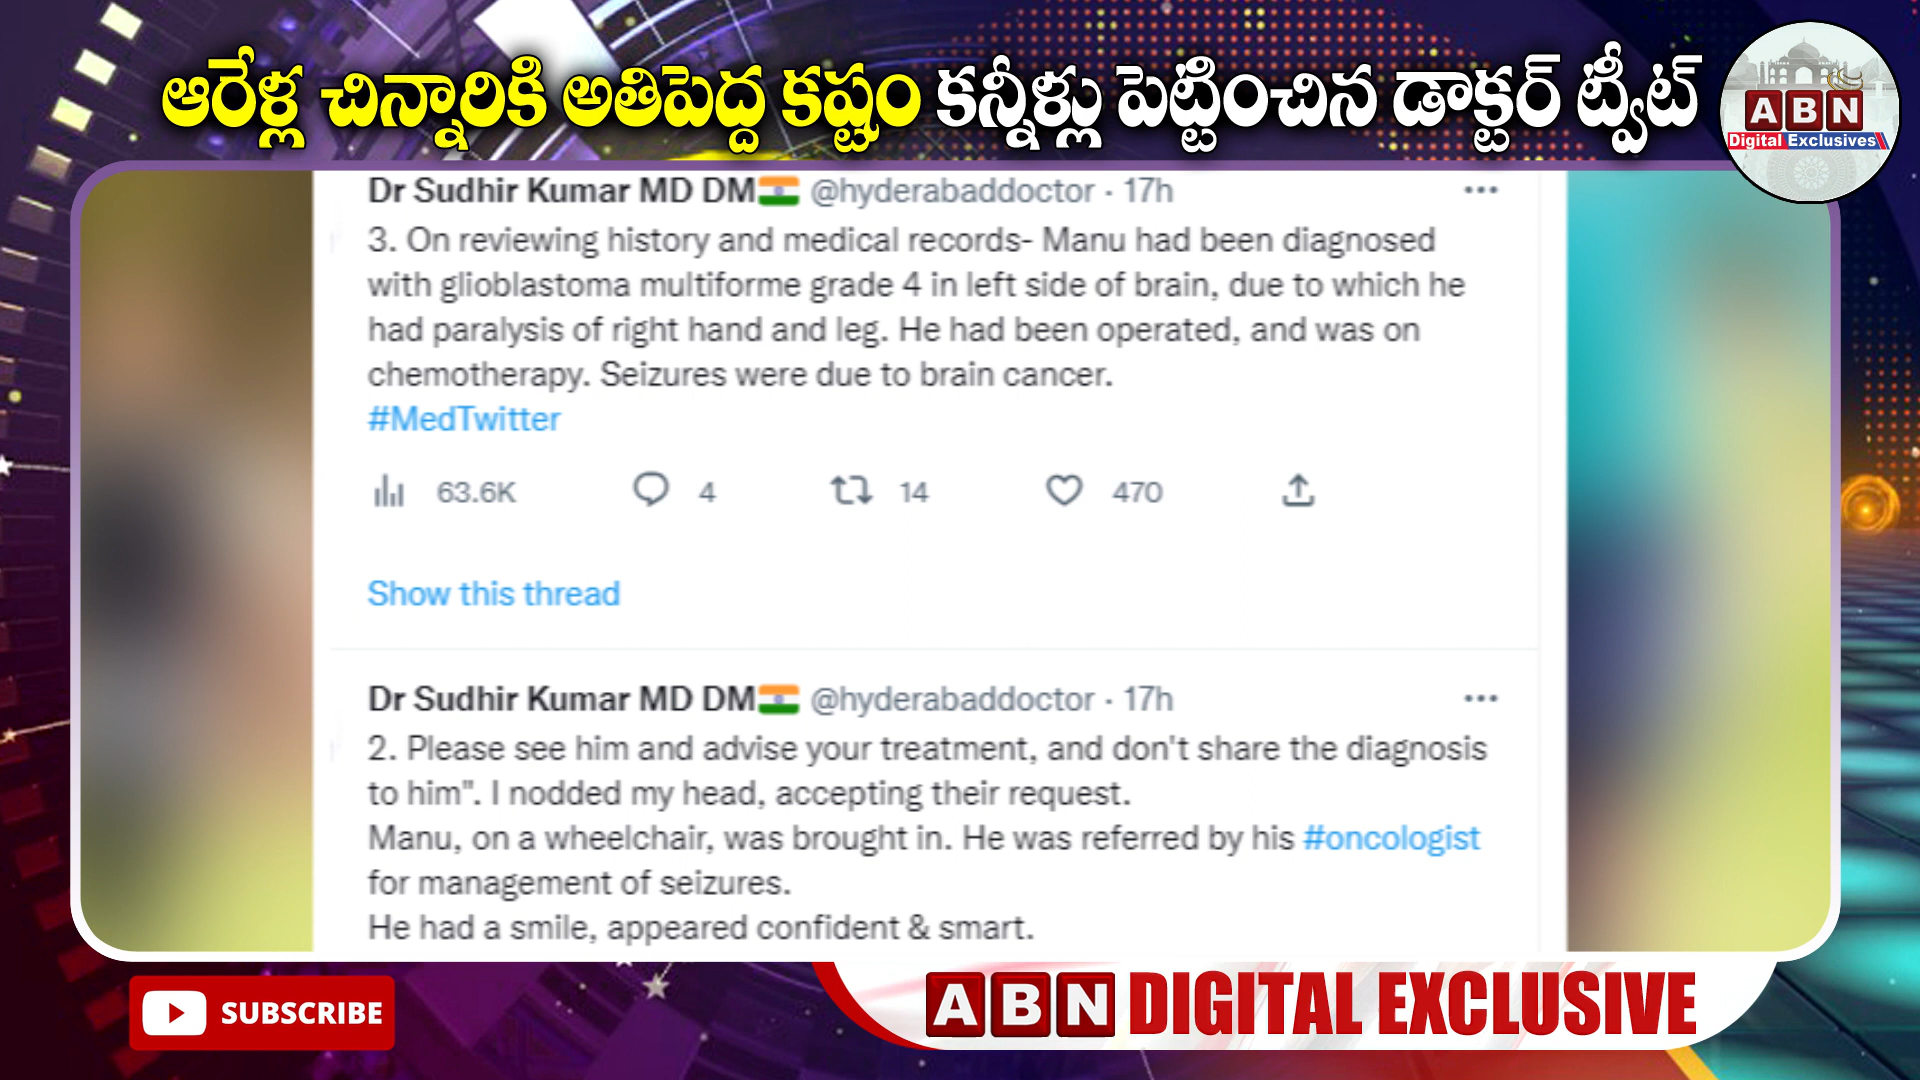 ఆరేళ్ల చిన్నారికి అతిపెద్ద కష్టం కన్నీళ్లు పెట్టించిన డాక్టర్ ట్వీట్
ABN
Digital Exclusives
Dr Sudhir Kumar MD DM🇮🇳 @hyderabaddoctor · 17h
3. On reviewing history and medical records- Manu had been diagnosed
with glioblastoma multiforme grade 4 in left side of brain, due to which he
had paralysis of right hand and leg. He had been operated, and was on
chemotherapy. Seizures were due to brain cancer.
#MedTwitter
63.6K 4 14 470
Show this thread
Dr Sudhir Kumar MD DM🇮🇳 @hyderabaddoctor · 17h
2. Please see him and advise your treatment, and don't share the diagnosis
to him". I nodded my head, accepting their request.
Manu, on a wheelchair, was brought in. He was referred by his #oncologist
for management of seizures.
He had a smile, appeared confident & smart.
SUBSCRIBE
ABN DIGITAL EXCLUSIVE